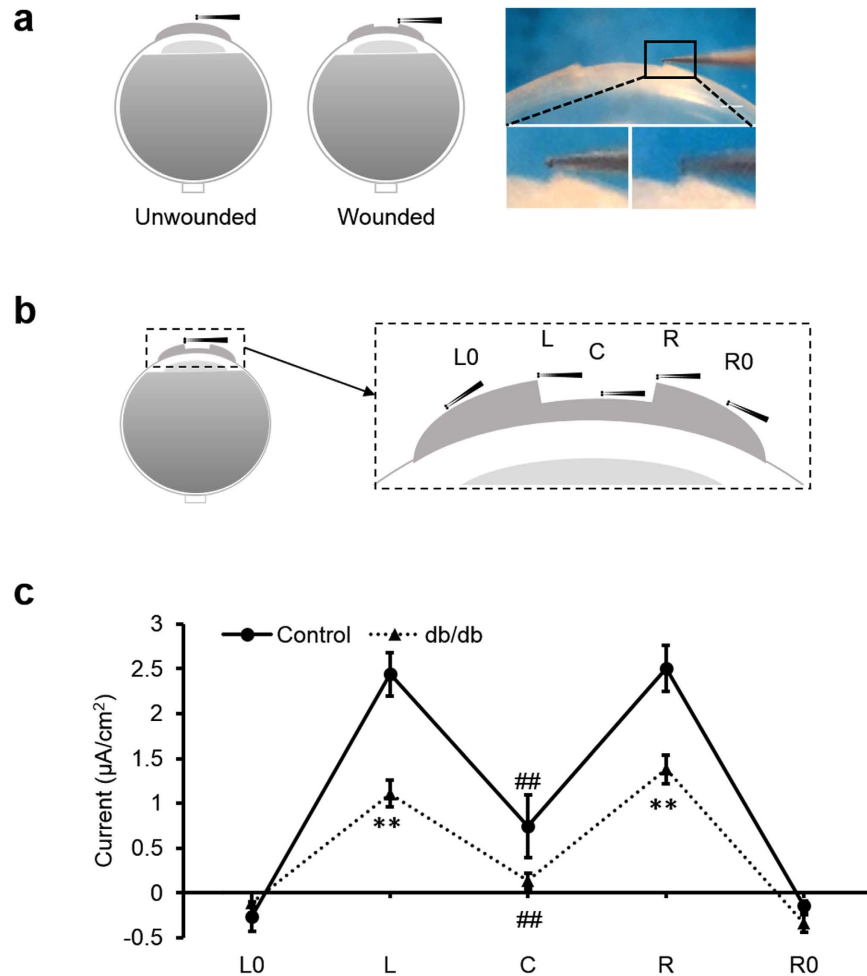 a
Unwounded
Wounded
b
L0
L
C
R
R0
c
Control
db/db
Current (µA/cm²)
3
2.5
2
1.5
1
0.5
0
-0.5
##
**
**
##
L0
L
C
R
R0